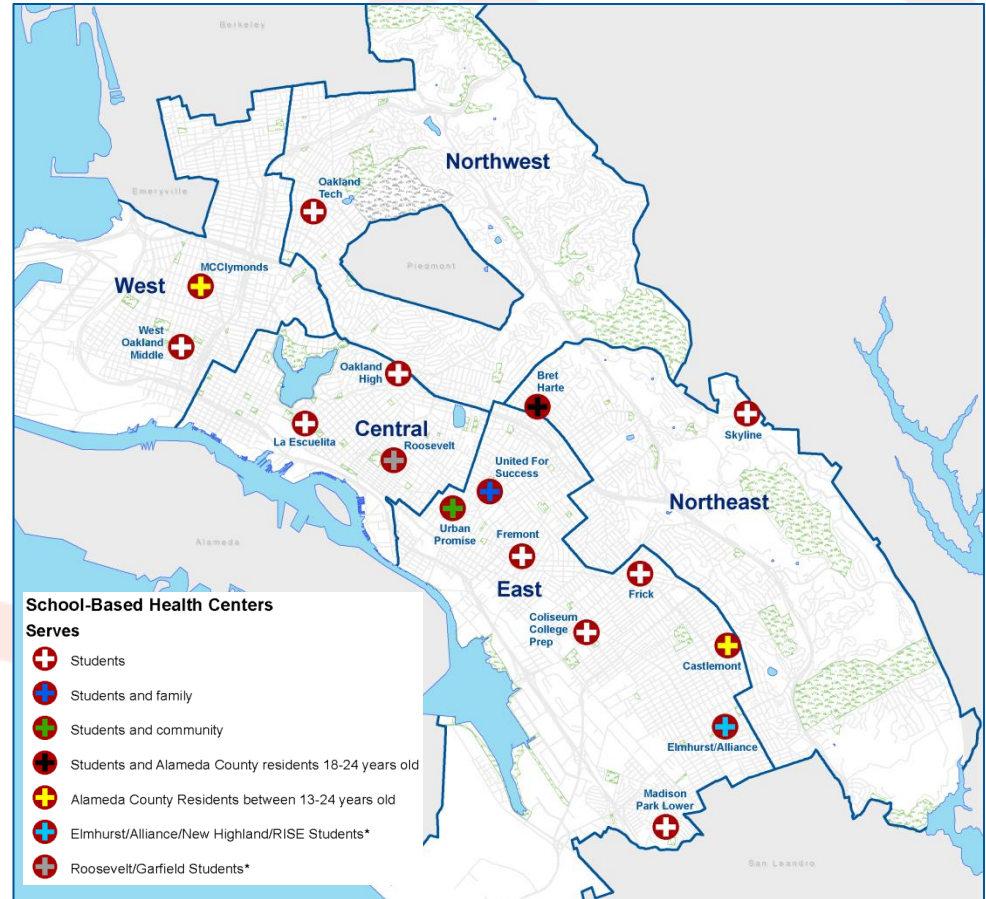 Berkeley
Northwest
Oakland
Tech
Emeryville
Piedmont
MCClymonds
West
West
Oakland
Middle
Oakland
High
Bret
Harte
Skyline
La Escuelita
Central
Roosevelt
United For
Success
Northeast
Urban
Promise
Fremont
Alameda
East
Frick
Coliseum
College
Prep
Castlemont
Elmhurst/Alliance
Madison
Park Lower
San Leandro
School-Based Health Centers
Serves
Students
Students and family
Students and community
Students and Alameda County residents 18-24 years old
Alameda County Residents between 13-24 years old
Elmhurst/Alliance/New Highland/RISE Students*
Roosevelt/Garfield Students*